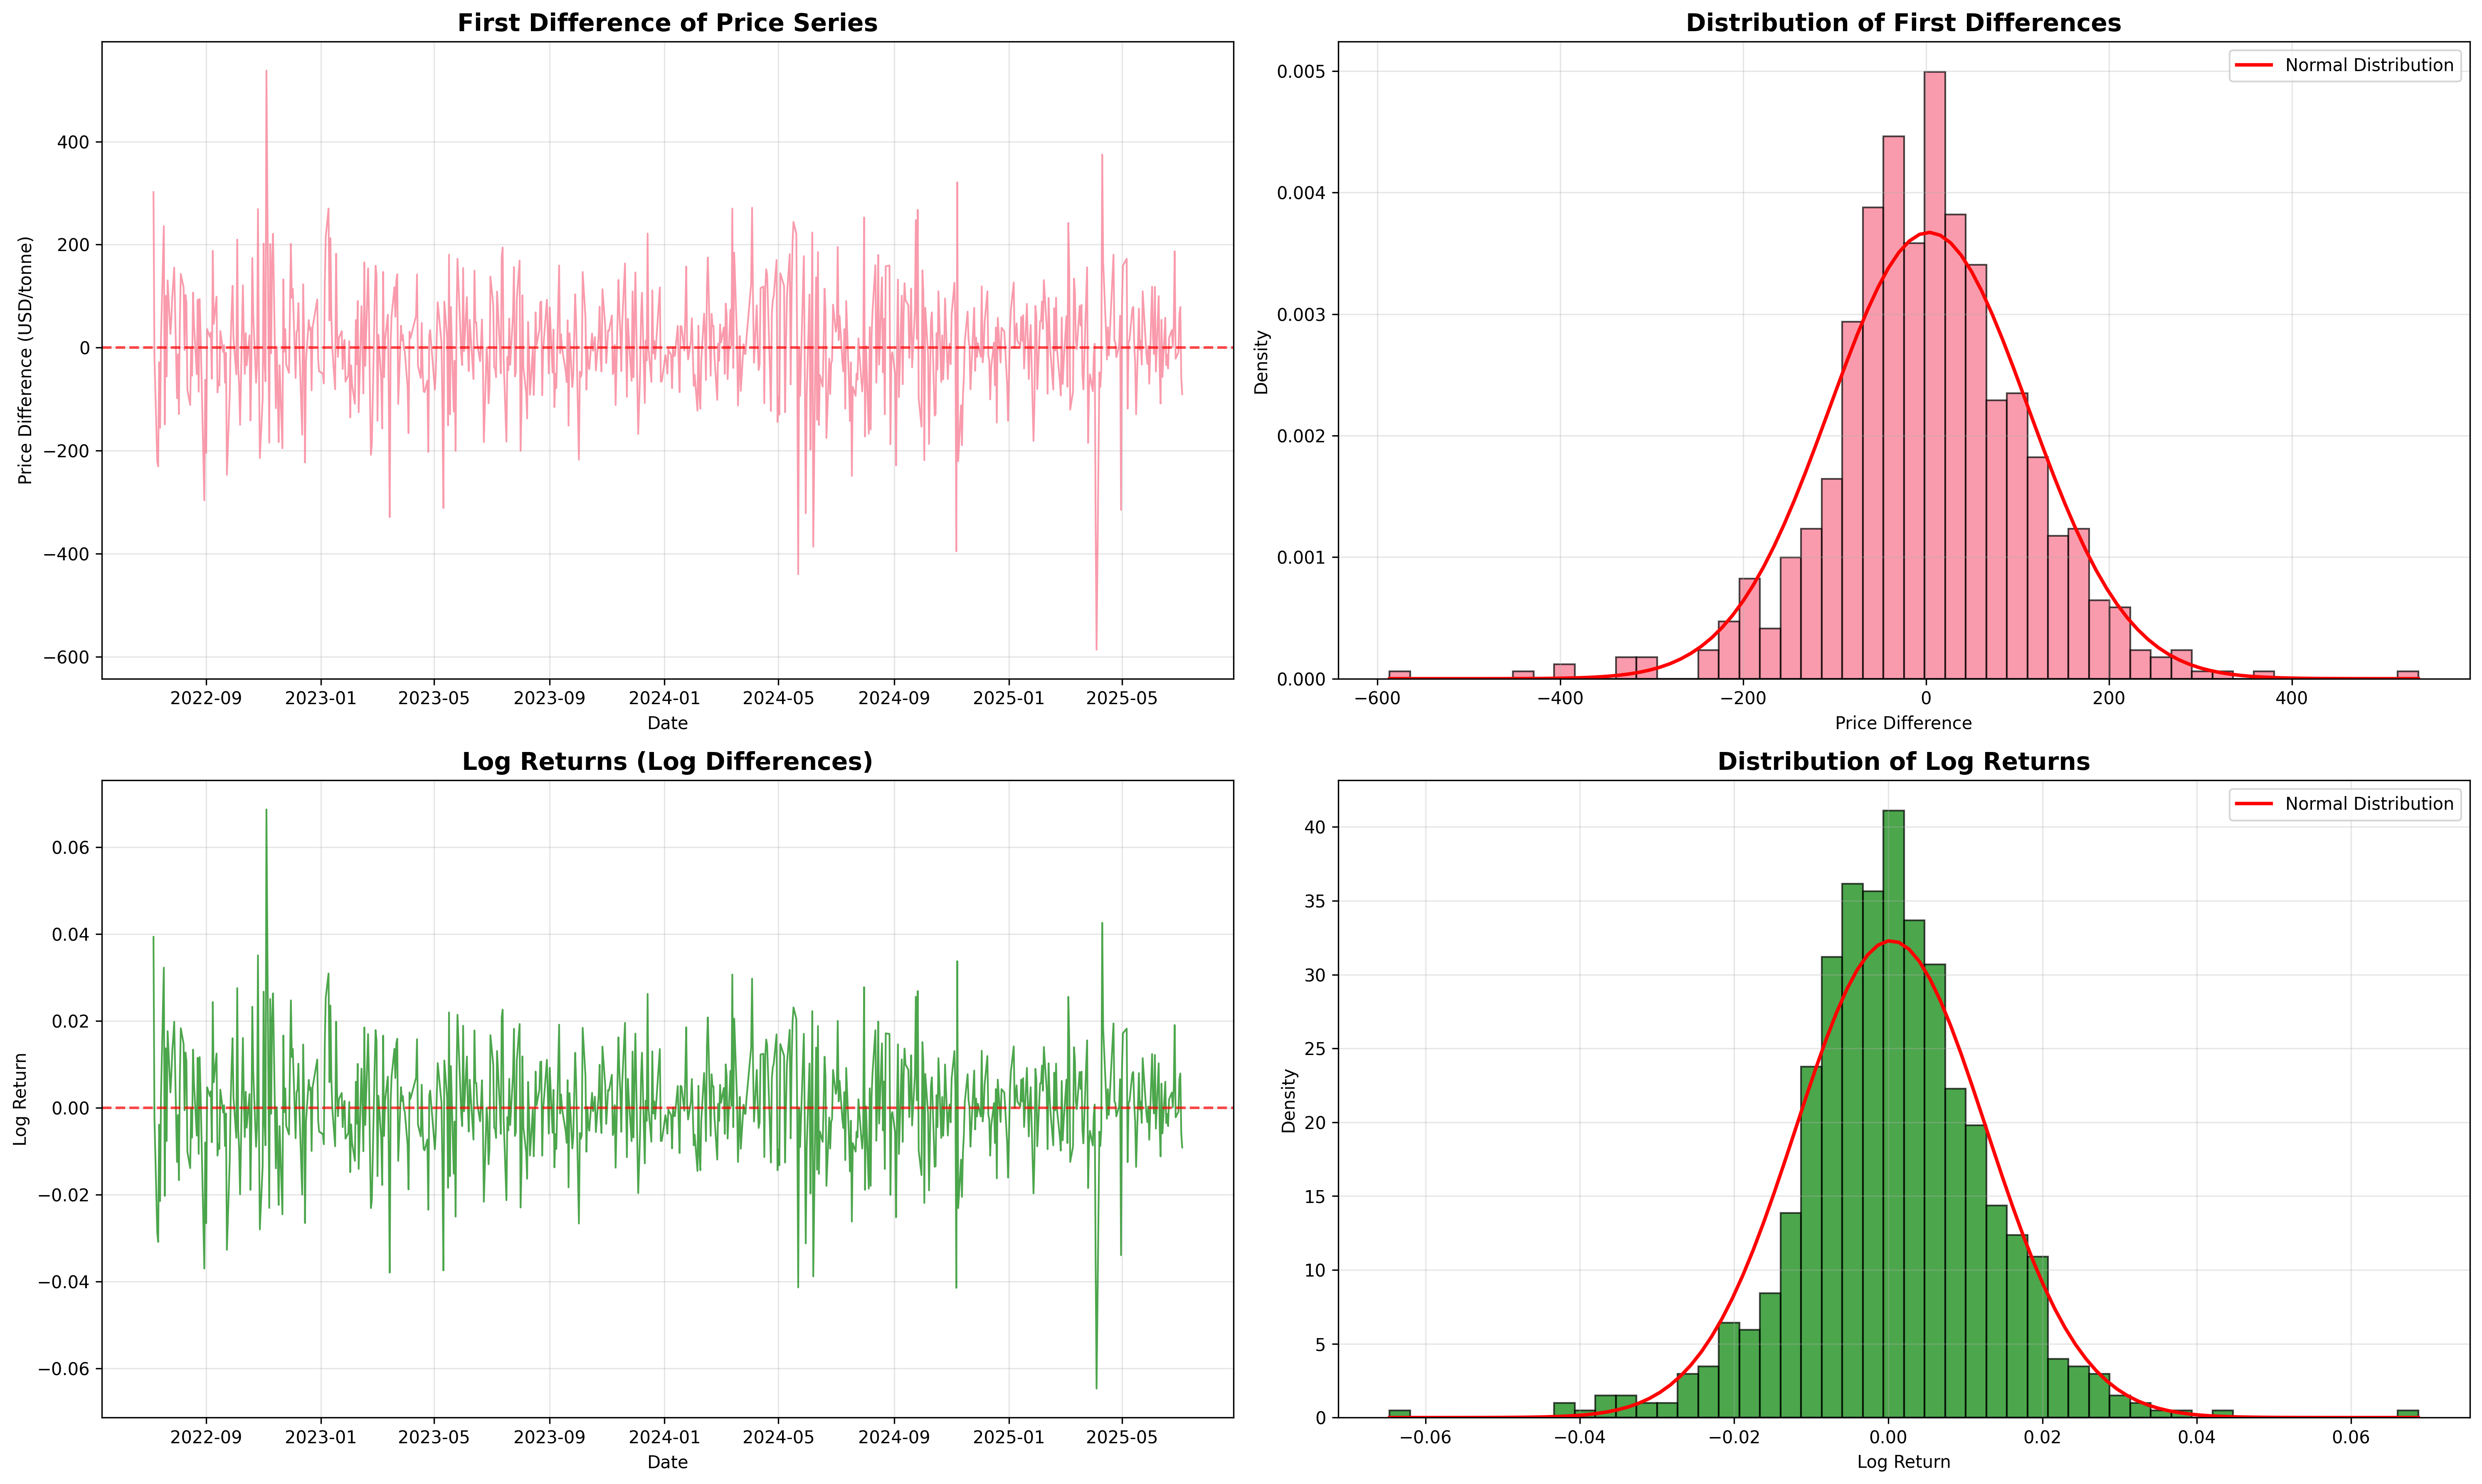 First Difference of Price Series
Price Difference (USD/tonne)
400
200
0
−200
−400
−600
2022-09 2023-01 2023-05 2023-09 2024-01 2024-05 2024-09 2025-01 2025-05
Date
Distribution of First Differences
Normal Distribution
Density
0.005
0.004
0.003
0.002
0.001
0.000
−600 −400 −200 0 200 400
Price Difference
Log Returns (Log Differences)
Log Return
0.06
0.04
0.02
0.00
−0.02
−0.04
−0.06
2022-09 2023-01 2023-05 2023-09 2024-01 2024-05 2024-09 2025-01 2025-05
Date
Distribution of Log Returns
Normal Distribution
Density
40
35
30
25
20
15
10
5
0
−0.06 −0.04 −0.02 0.00 0.02 0.04 0.06
Log Return